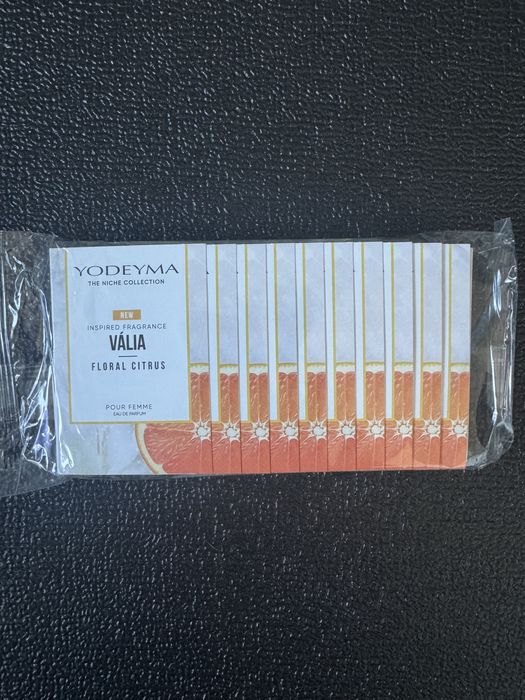 YODEYMA
THE NICHE COLLECTION
NEW
INSPIRED FRAGRANCE
VÁLIA
FLORAL CITRUS
POUR FEMME
EAU DE PARFUM